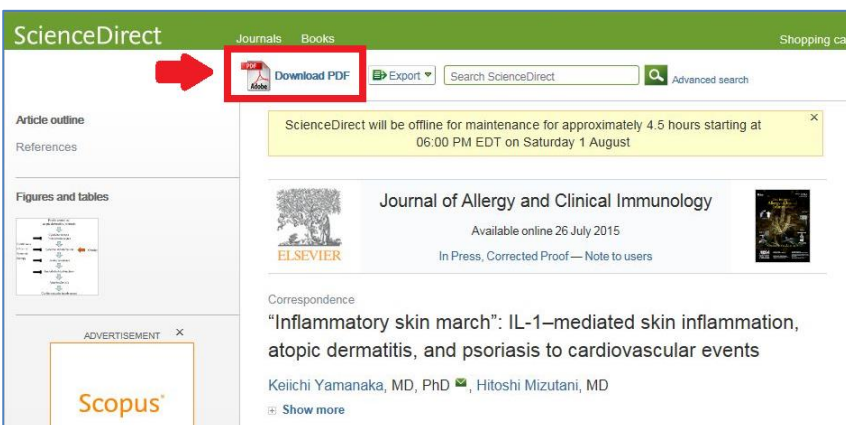 ScienceDirect
Journals Books
Shopping ca
PDF
Adobe
Download PDF
Export
Search ScienceDirect
Advanced search
Article outline
References
Figures and tables
ADVERTISEMENT ×
Scopus
ScienceDirect will be offline for maintenance for approximately 4.5 hours starting at
06:00 PM EDT on Saturday 1 August
×
ELSEVIER
Journal of Allergy and Clinical Immunology
Available online 26 July 2015
In Press, Corrected Proof — Note to users
Correspondence
“Inflammatory skin march”: IL-1–mediated skin inflammation,
atopic dermatitis, and psoriasis to cardiovascular events
Keiichi Yamanaka, MD, PhD , Hitoshi Mizutani, MD
Show more